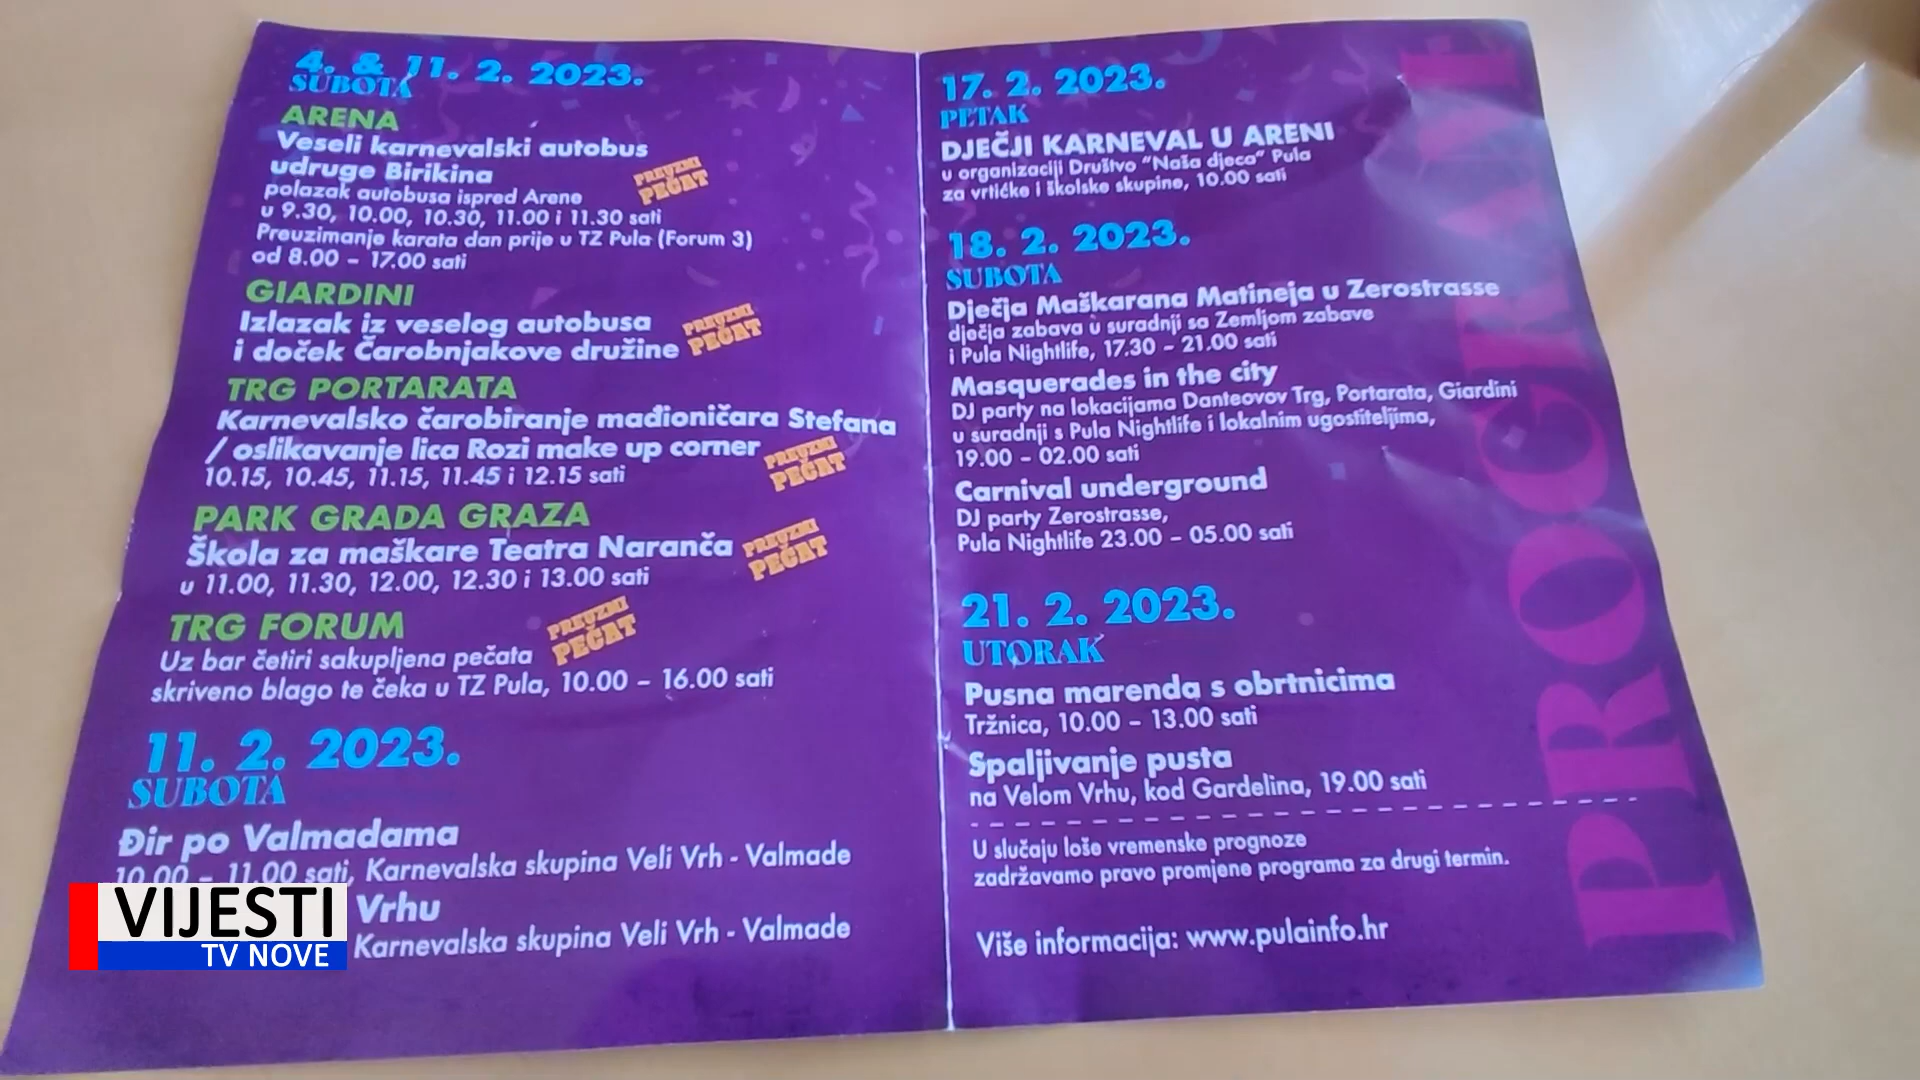 4. & 11. 2. 2023.
SUBOTA
ARENA
Veseli karnevalski autobus
udruge Birikina
polazak autobusa ispred Arene
u 9.30, 10.00, 10.30, 11.00 i 11.30 sati
Preuzimanje karata dan prije u TZ Pula (Forum 3)
od 8.00 – 17.00 sati
PREUZMI
PEČAT
GIARDINI
Izlazak iz veselog autobusa
i doček Čarobnjakove družine
PREUZMI
PEČAT
TRG PORTARATA
Karnevalsko čarobiranje mađioničara Stefana
/ oslikavanje lica Rozi make up corner
10.15, 10.45, 11.15, 11.45 i 12.15 sati
PREUZMI
PEČAT
PARK GRADA GRAZA
Škola za maškare Teatra Naranča
u 11.00, 11.30, 12.00, 12.30 i 13.00 sati
PREUZMI
PEČAT
TRG FORUM
Uz bar četiri sakupljena pečata
skriveno blago te čeka u TZ Pula, 10.00 – 16.00 sati
PREUZMI
PEČAT
11. 2. 2023.
SUBOTA
Đir po Valmadama
10.00 – 11.00 sati, Karnevalska skupina Veli Vrh - Valmade
Vrhu
Karnevalska skupina Veli Vrh - Valmade
17. 2. 2023.
PETAK
DJEČJI KARNEVAL U ARENI
u organizaciji Društvo "Naša djeca" Pula
za vrtićke i školske skupine, 10.00 sati
18. 2. 2023.
SUBOTA
Dječja Maškarana Matineja u Zerostrasse
dječja zabava u suradnji sa Zemljom zabave
i Pula Nightlife, 17.30 – 21.00 sati
Masquerades in the city
DJ party na lokacijama Danteovov Trg, Portarata, Giardini
u suradnji s Pula Nightlife i lokalnim ugostiteljima,
19.00 – 02.00 sati
Carnival underground
DJ party Zerostrasse,
Pula Nightlife 23.00 – 05.00 sati
21. 2. 2023.
UTORAK
Pusna marenda s obrtnicima
Tržnica, 10.00 – 13.00 sati
Spaljivanje pusta
na Velom Vrhu, kod Gardelina, 19.00 sati
U slučaju loše vremenske prognoze
zadržavamo pravo promjene programa za drugi termin.
Više informacija: www.pulainfo.hr
PROGRAM
VIJESTI
TV NOVE